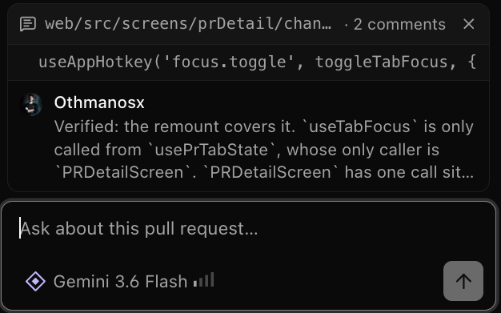 web/src/screens/prDetail/chan… · 2 comments
useAppHotkey('focus.toggle', toggleTabFocus, {
Othmanosx
Verified: the remount covers it. `useTabFocus` is only
called from `usePrTabState`, whose only caller is
`PRDetailScreen`. `PRDetailScreen` has one call sit…
Ask about this pull request…
Gemini 3.6 Flash